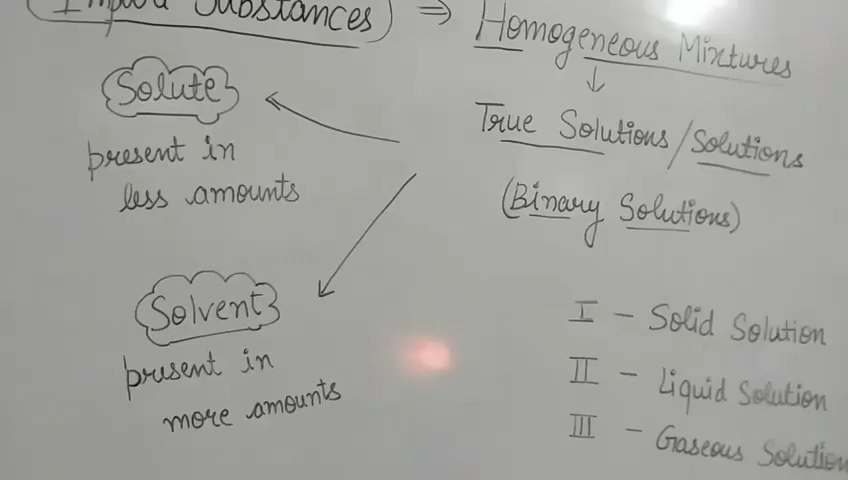 Impure Substances) ⇒ Homogeneous Mixtures
↓
True Solutions/Solutions
(Binary Solutions)
Solute
present in
less amounts
Solvent
present in
more amounts
I - Solid Solution
II - Liquid Solution
III - Gaseous Solution